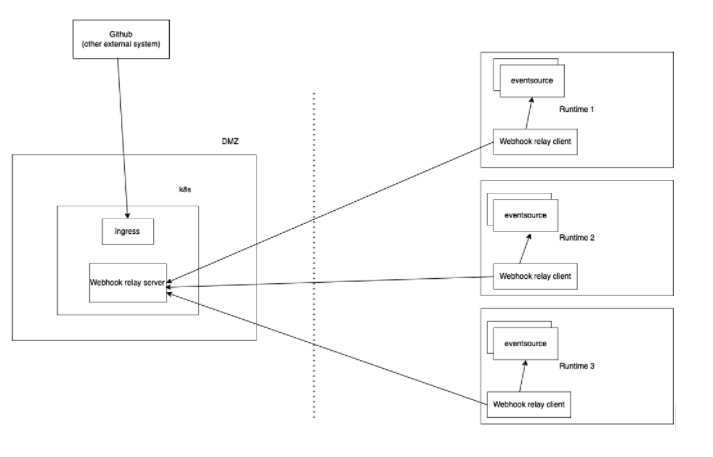 Github
(other external system)
DMZ
k8s
ingress
Webhook relay server
eventsource
Runtime 1
Webhook relay client
eventsource
Runtime 2
Webhook relay client
eventsource
Runtime 3
Webhook relay client